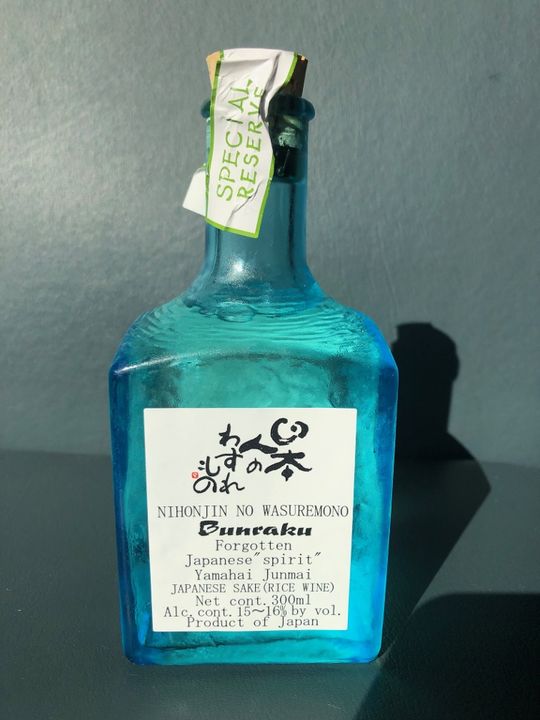 SPECIAL
RESERVE
日本
人の
わすれ
もの
NIHONJIN NO WASUREMONO
Bunraku
Forgotten
Japanese"spirit"
Yamahai Junmai
JAPANESE SAKE(RICE WINE)
Net cont.300ml
Alc.cont.15〜16% by vol.
Product of Japan